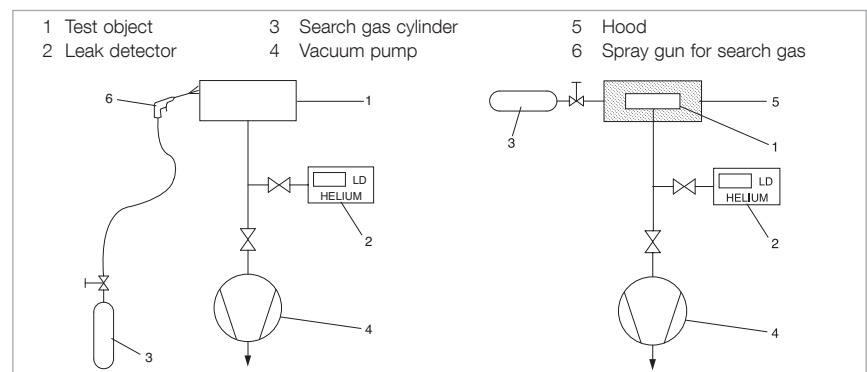 1 Test object 3 Search gas cylinder 5 Hood
2 Leak detector 4 Vacuum pump 6 Spray gun for search gas
6
1
LD
HELIUM
2
4
3
3
5
1
LD
HELIUM
2
4